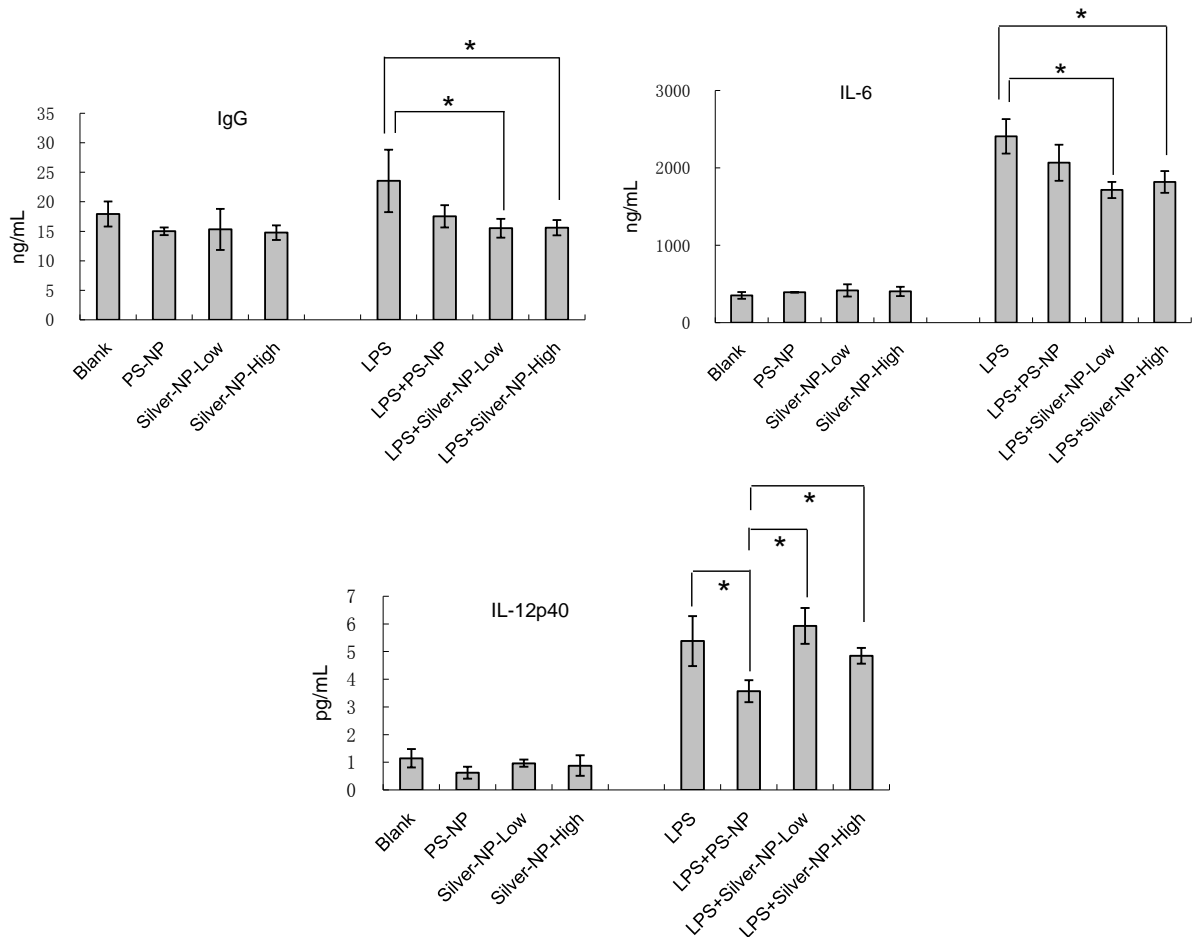 *
*
IgG
35
30
25
20
15
10
5
0
ng/mL
Blank
PS-NP
Silver-NP-Low
Silver-NP-High
LPS
LPS+PS-NP
LPS+Silver-NP-Low
LPS+Silver-NP-High
*
*
IL-6
3000
2000
1000
0
ng/mL
Blank
PS-NP
Silver-NP-Low
Silver-NP-High
LPS
LPS+PS-NP
LPS+Silver-NP-Low
LPS+Silver-NP-High
*
*
*
IL-12p40
7
6
5
4
3
2
1
0
pg/mL
Blank
PS-NP
Silver-NP-Low
Silver-NP-High
LPS
LPS+PS-NP
LPS+Silver-NP-Low
LPS+Silver-NP-High